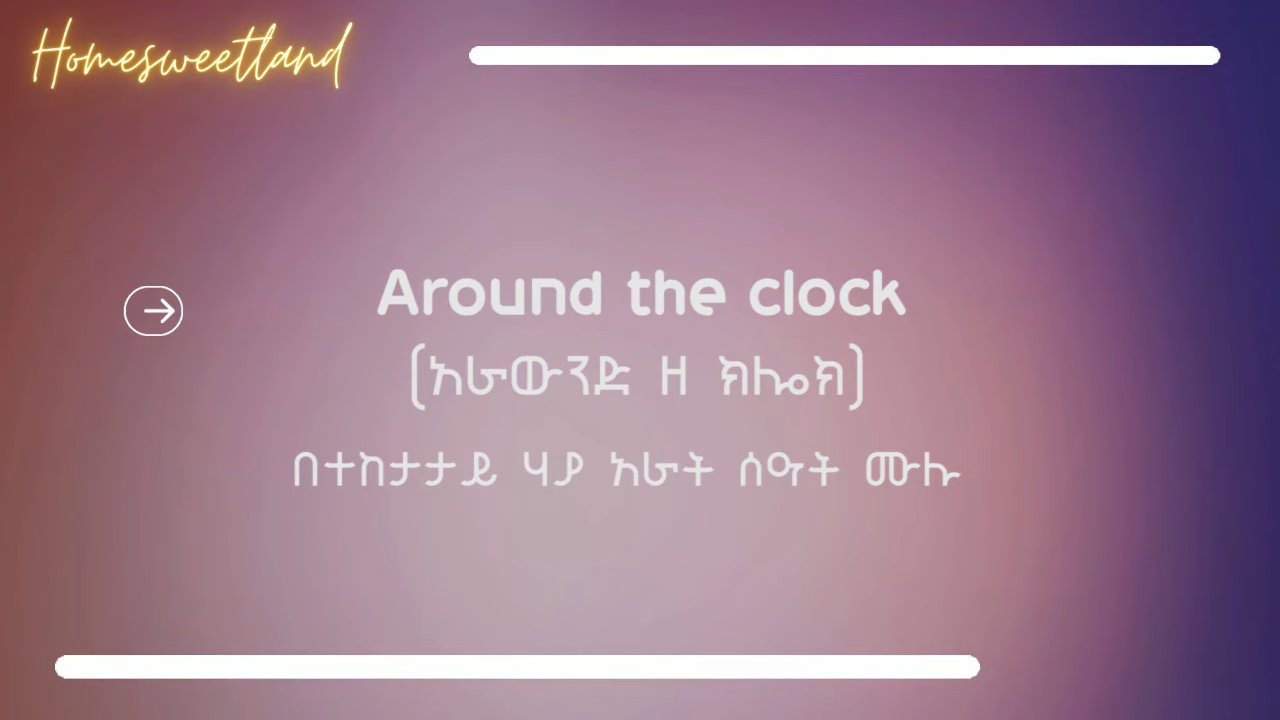 Homesweetland
Around the clock
(አራውንድ ዘ ክሎክ)
በተከታታይ ሃያ አራት ሰዓት ሙሉ